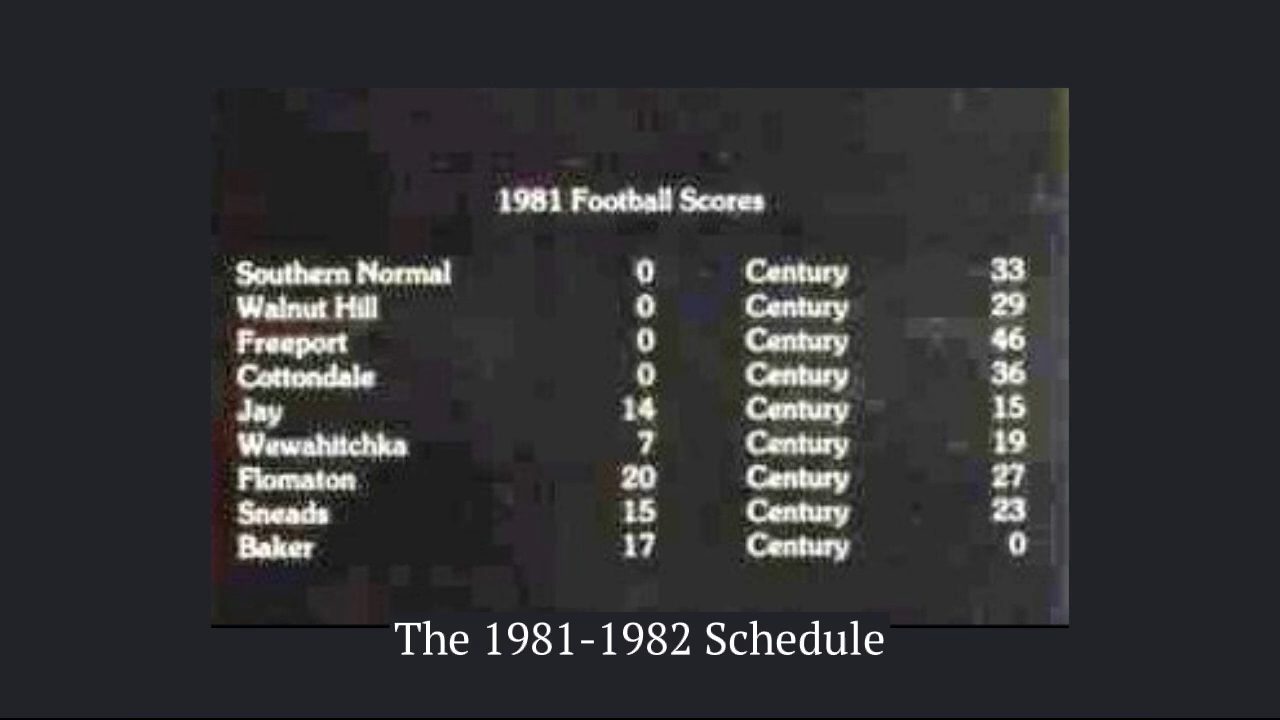 1981 Football Scores
Southern Normal 0 Century 33
Walnut Hill 0 Century 29
Freeport 0 Century 46
Cottondale 0 Century 36
Jay 14 Century 15
Wewahitchka 7 Century 19
Flomaton 20 Century 27
Sneads 15 Century 23
Baker 17 Century 0
The 1981-1982 Schedule